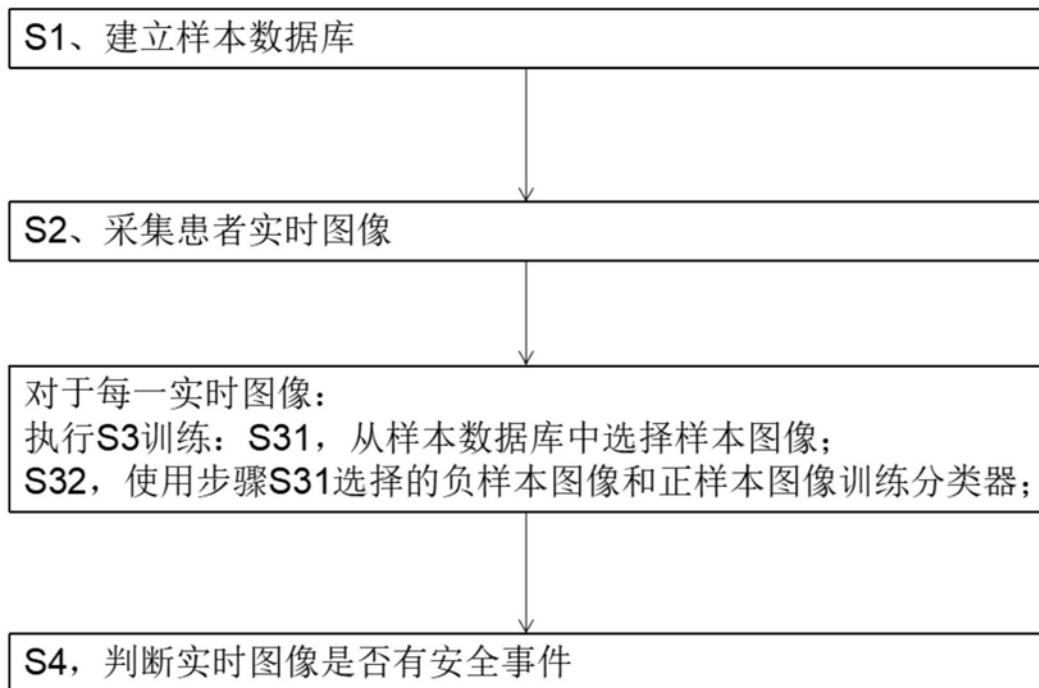 S1、建立样本数据库
S2、采集患者实时图像
对于每一实时图像：
执行S3训练：S31，从样本数据库中选择样本图像；
S32，使用步骤S31选择的负样本图像和正样本图像训练分类器；
S4，判断实时图像是否有安全事件